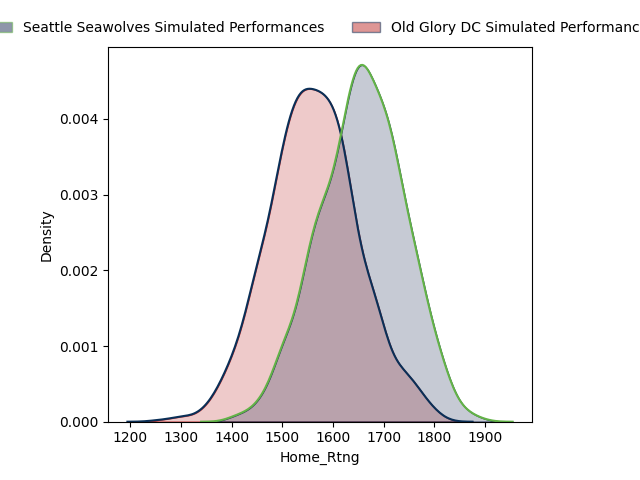 Seattle Seawolves Simulated Performances
Old Glory DC Simulated Performanc
0.004
0.003
0.002
0.001
0.000
Density
1200 1300 1400 1500 1600 1700 1800 1900
Home_Rtng